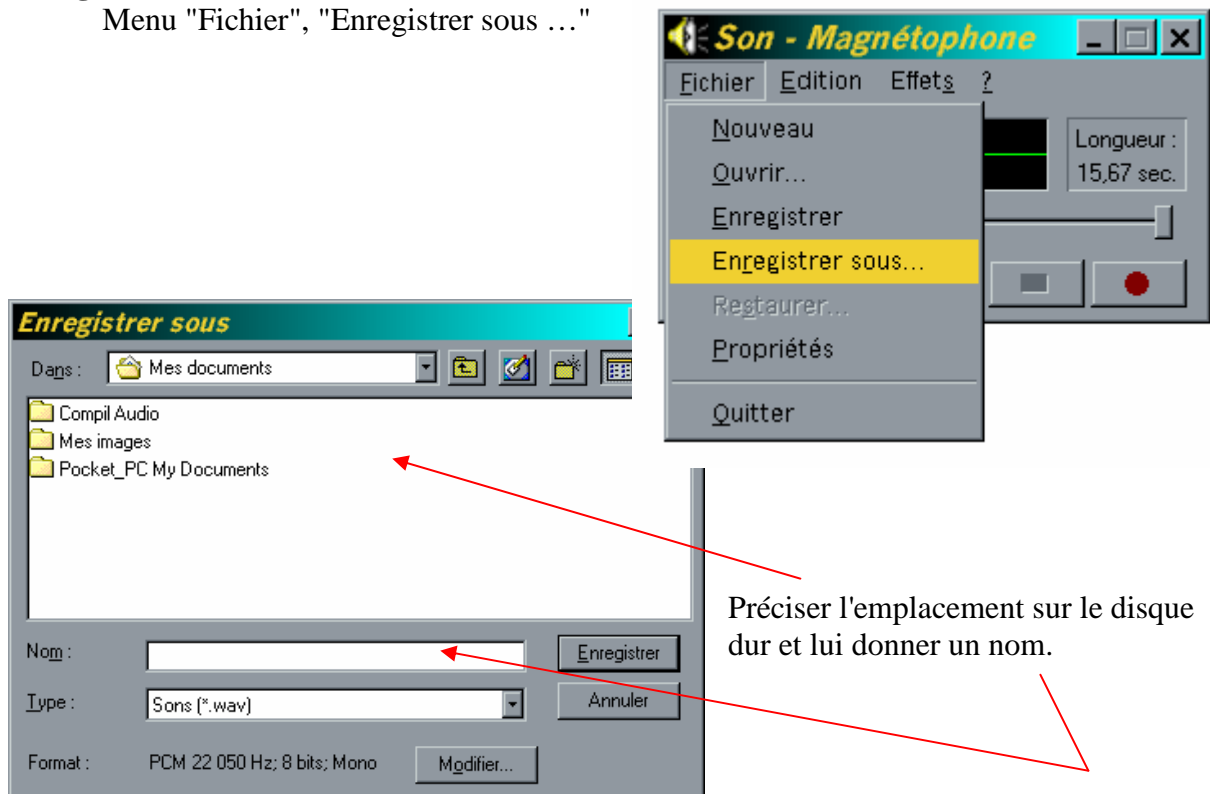 Menu "Fichier", "Enregistrer sous …"
Son - Magnétophone
Fichier Edition Effets ?
Nouveau
Ouvrir...
Enregistrer
Enregistrer sous...
Restaurer...
Propriétés
Quitter
Longueur :
15,67 sec.
Enregistrer sous
Dans : Mes documents
Compil Audio
Mes images
Pocket_PC My Documents
Nom : Enregistrer
Type : Sons (*.wav) Annuler
Format : PCM 22 050 Hz; 8 bits; Mono Modifier...
Préciser l'emplacement sur le disque
dur et lui donner un nom.